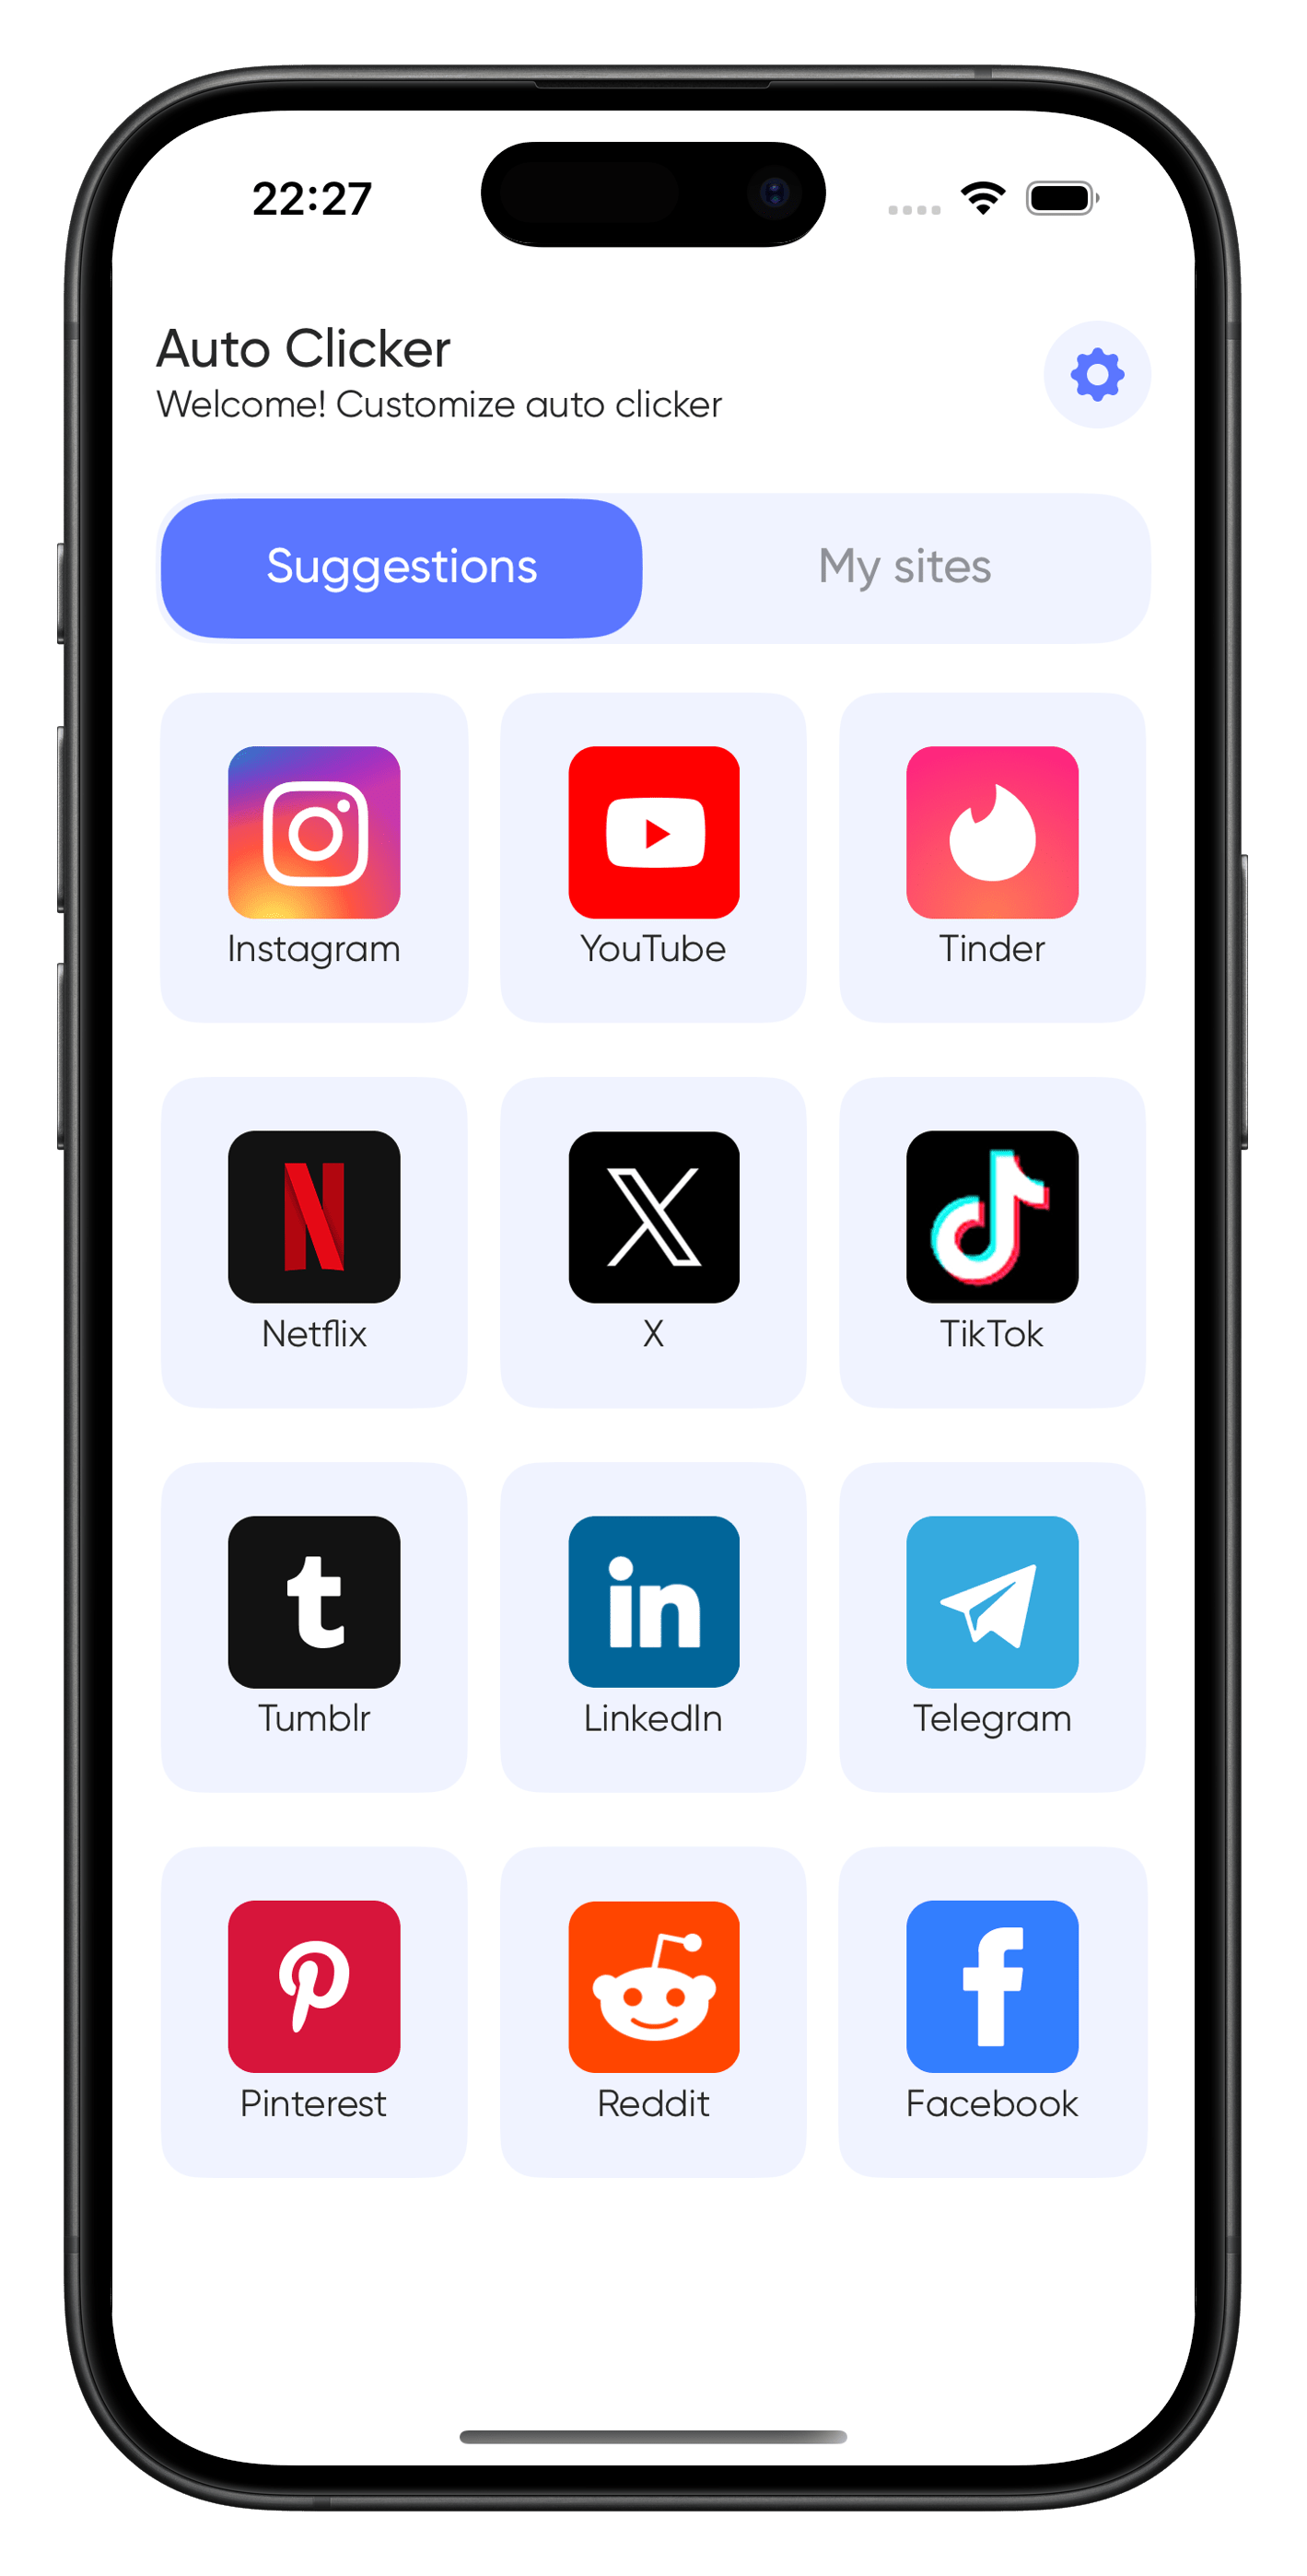 22:27
Auto Clicker
Welcome! Customize auto clicker
Suggestions My sites
Instagram YouTube Tinder
N X
Netflix X TikTok
t in
Tumblr LinkedIn Telegram
P f
Pinterest Reddit Facebook